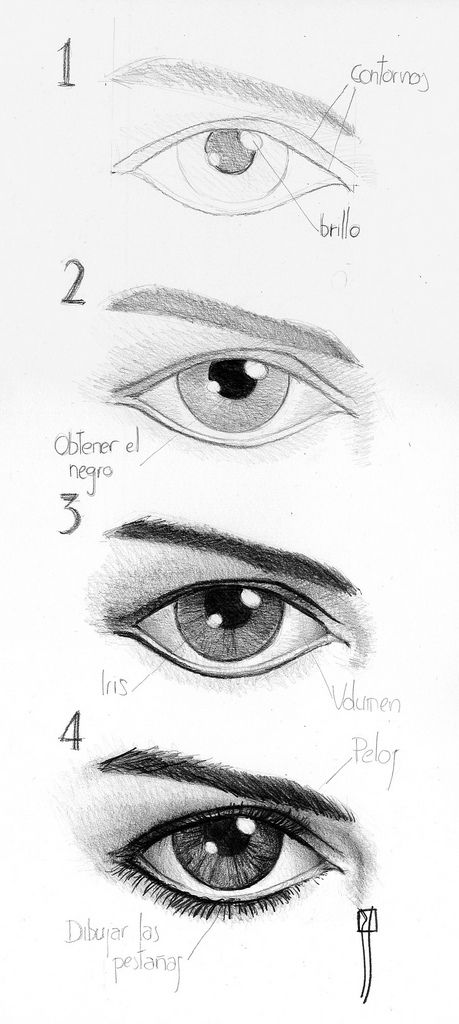 1
contornos
brillo
2
Obtener el
negro
3
Iris
Volumen
4
Pelos
Dibujar las
pestañas